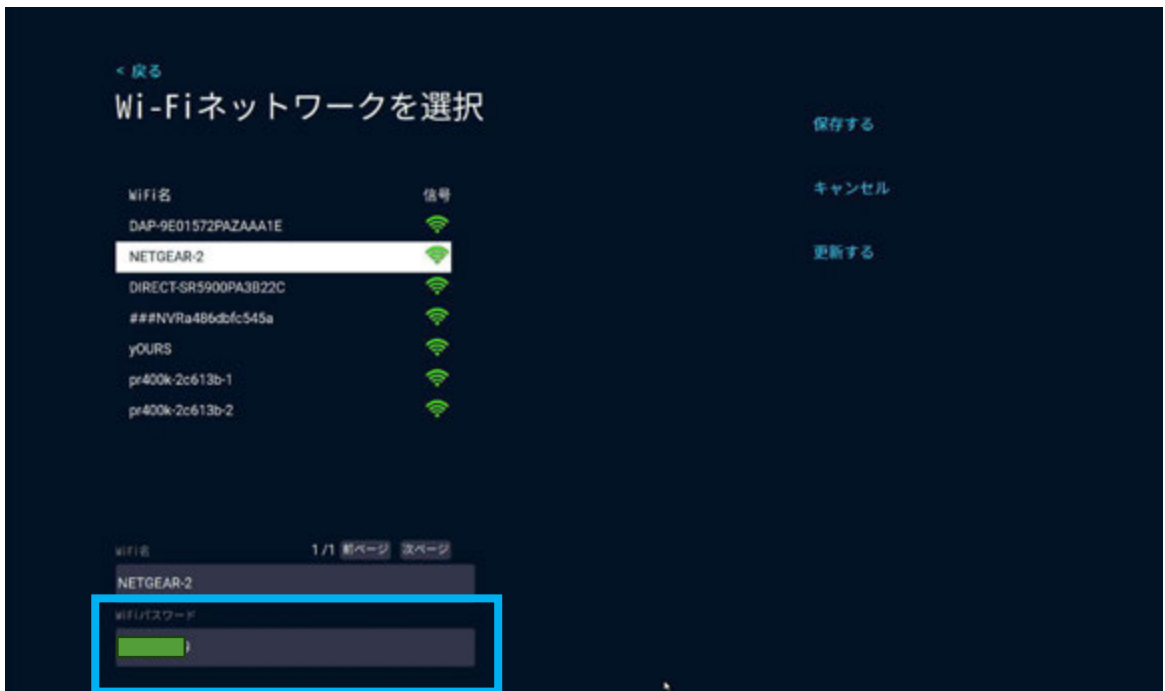 < 戻る
Wi-Fiネットワークを選択
保存する
キャンセル
更新する
WiFi名 信号
DAP-9E01572PAZAAA1E
NETGEAR-2
DIRECT-SR5900PA3B22C
###NVRa486dbfc545a
yOURS
pr400k-2c613b-1
pr400k-2c613b-2
WiFi名 1/1 前ページ 次ページ
NETGEAR-2
WiFiパスワード